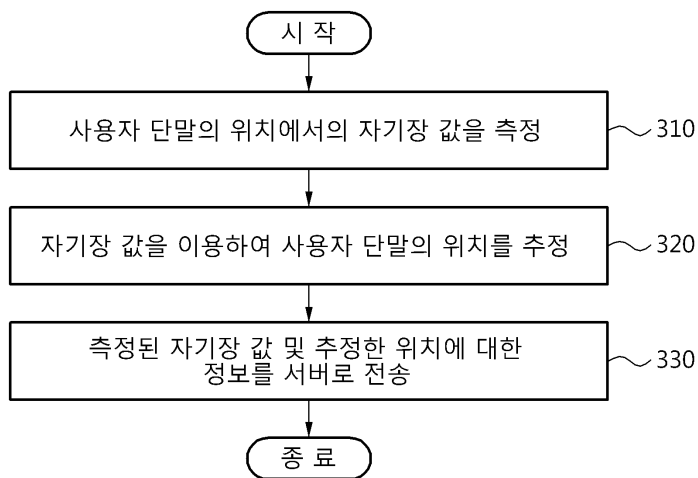 시 작
사용자 단말의 위치에서의 자기장 값을 측정
310
자기장 값을 이용하여 사용자 단말의 위치를 추정
320
측정된 자기장 값 및 추정한 위치에 대한
정보를 서버로 전송
330
종 료